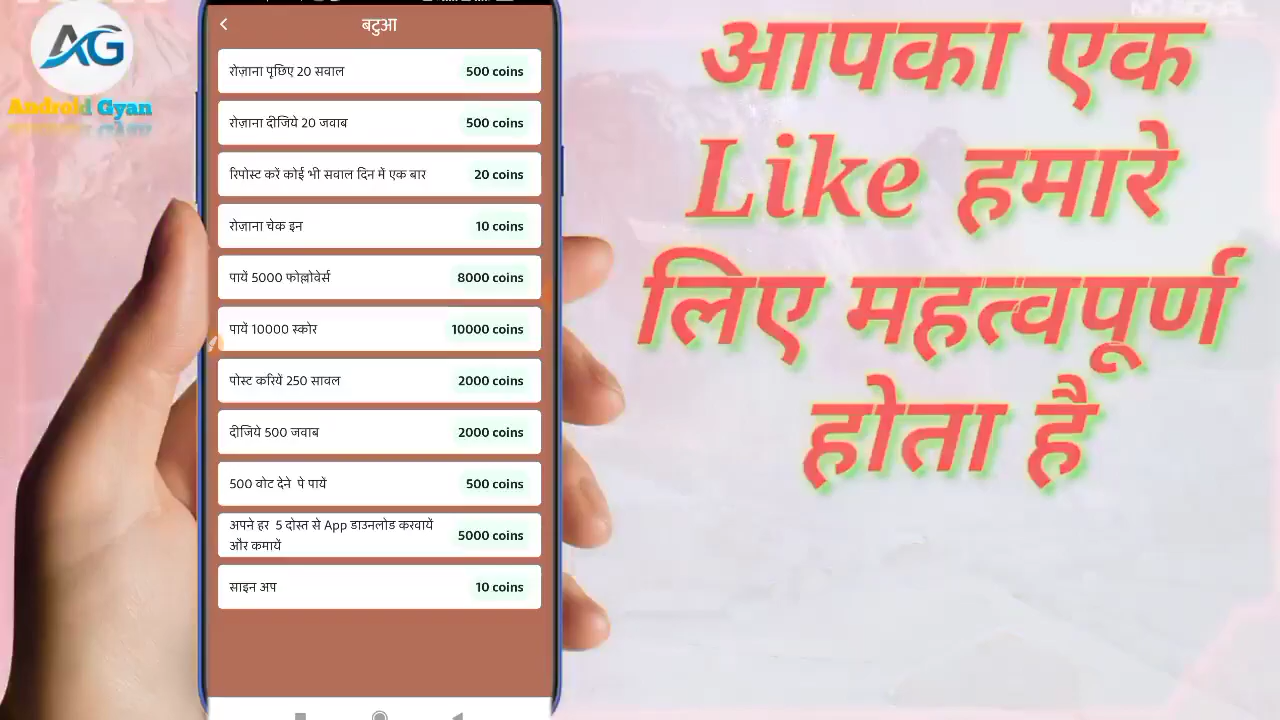 AG
Android Gyan
बटुआ
रोज़ाना पूछिए 20 सवाल 500 coins
रोज़ाना दीजिये 20 जवाब 500 coins
रिपोस्ट करें कोई भी सवाल दिन में एक बार 20 coins
रोज़ाना चेक इन 10 coins
पायें 5000 फोल्लोवेर्स 8000 coins
पायें 10000 स्कोर 10000 coins
पोस्ट करियें 250 सावल 2000 coins
दीजिये 500 जवाब 2000 coins
500 वोट देने पे पायें 500 coins
अपने हर 5 दोस्त से App डाउनलोड करवायें
और कमायें 5000 coins
साइन अप 10 coins
आपका एक
Like हमारे
लिए महत्वपूर्ण
होता है